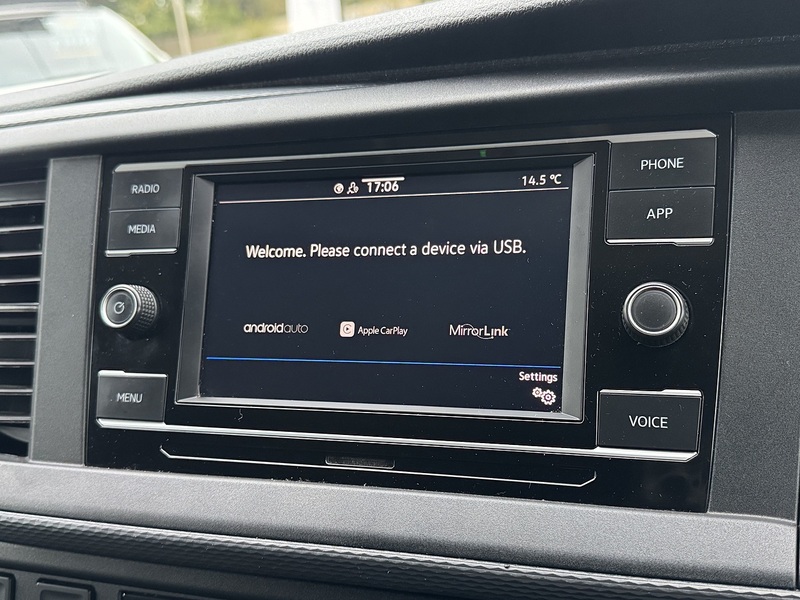 RADIO
MEDIA
MENU
17:06
14.5 °C
Welcome. Please connect a device via USB.
androidauto
Apple CarPlay
MirrorLink
Settings
PHONE
APP
VOICE